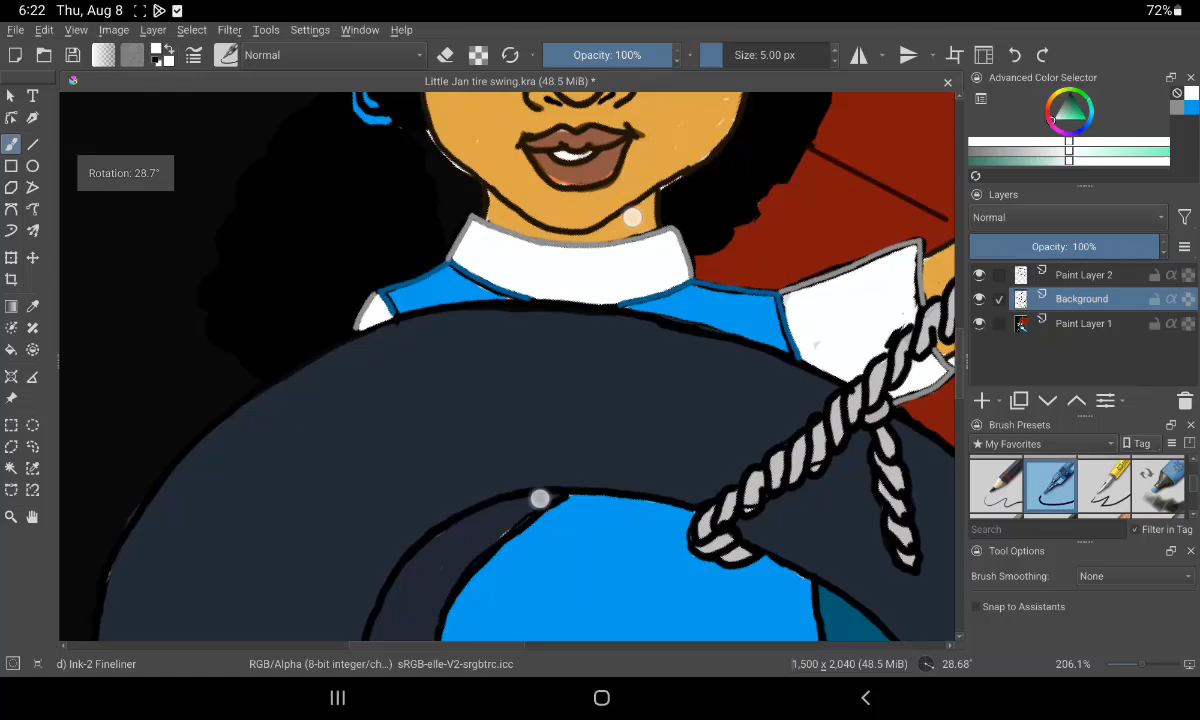 6:22 Thu, Aug 8
72%
File Edit View Image Layer Select Filter Tools Settings Window Help
Normal
Opacity: 100%
Size: 5.00 px
Little Jan tire swing.kra (48.5 MiB) *
Advanced Color Selector
Rotation: 28.7°
Layers
Normal
Opacity: 100%
Paint Layer 2
Background
Paint Layer 1
Brush Presets
★ My Favorites
Tag
Search
Filter in Tag
Tool Options
Brush Smoothing:
None
Snap to Assistants
d) Ink-2 Fineliner
RGB/Alpha (8-bit integer/ch...) sRGB-elle-V2-srgbtrc.icc
1,500 x 2,040 (48.5 MiB)
28.68°
206.1%